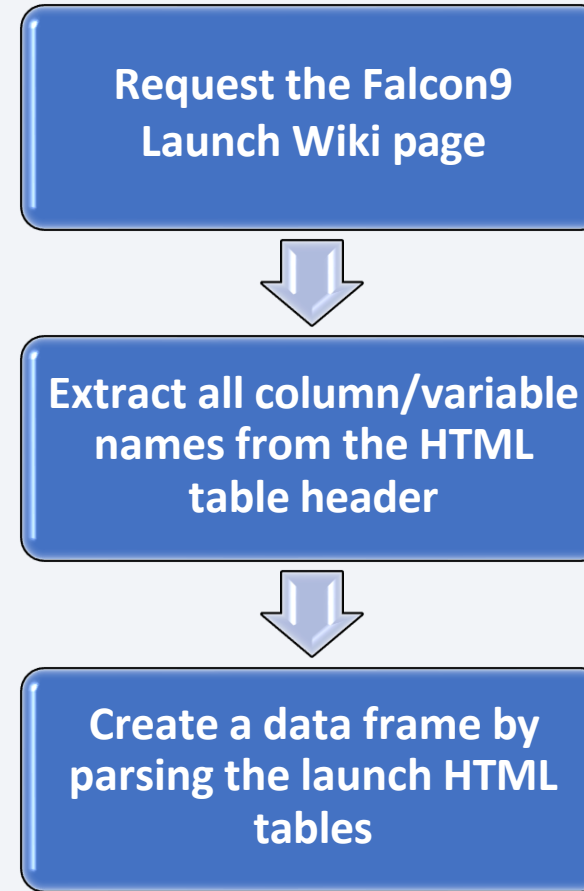 Request the Falcon9
Launch Wiki page
Extract all column/variable
names from the HTML
table header
Create a data frame by
parsing the launch HTML
tables